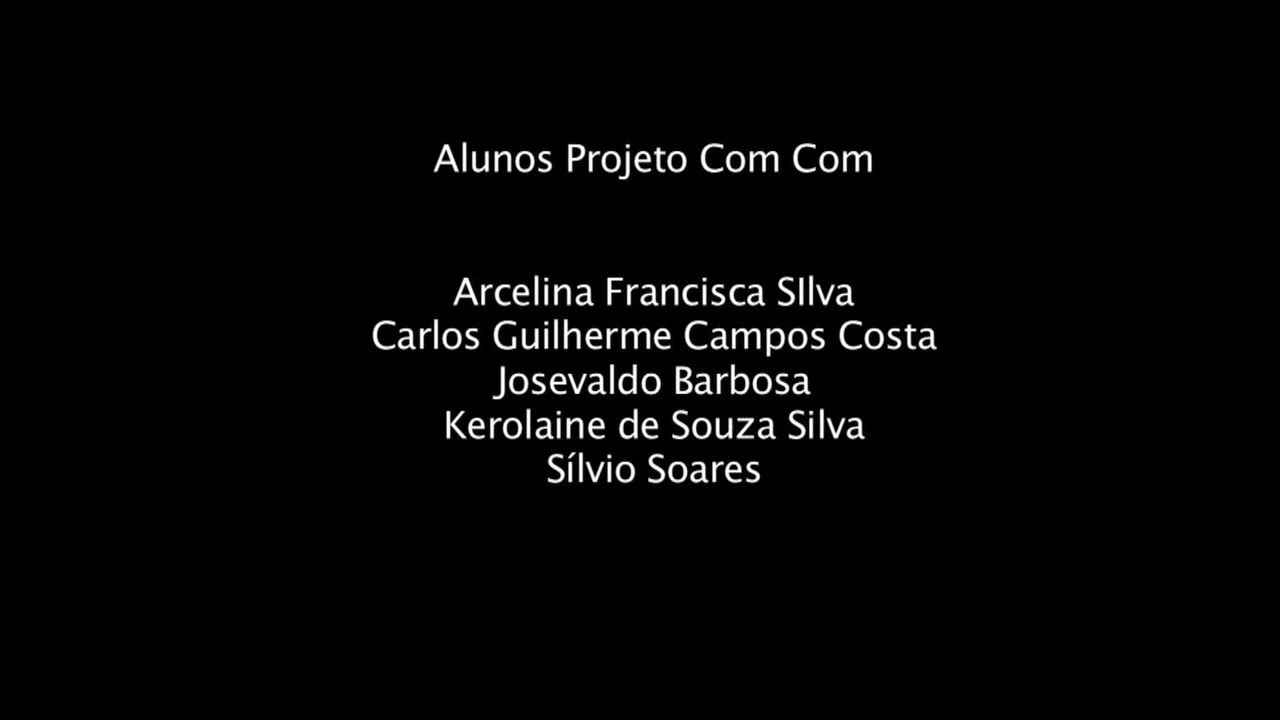 Alunos Projeto Com Com
Arcelina Francisca SIlva
Carlos Guilherme Campos Costa
Josevaldo Barbosa
Kerolaine de Souza Silva
Sílvio Soares